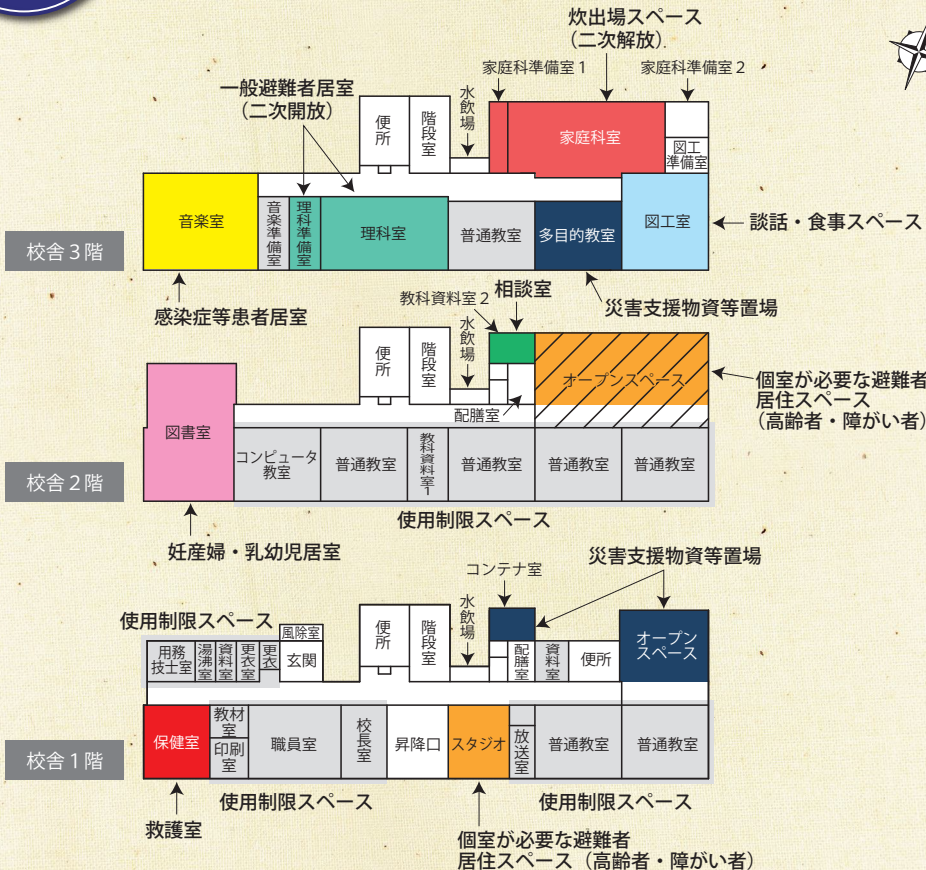 炊出場スペース
（二次解放）
家庭科準備室1
家庭科準備室2
一般避難者居室
（二次開放）
便所
階段室
水飲場
家庭科室
図工
準備室
音楽室
音楽準備室
理科準備室
理科室
普通教室
多目的教室
図工室
談話・食事スペース
校舎3階
感染症等患者居室
災害支援物資等置場
教科資料室2
相談室
便所
階段室
水飲場
オープンスペース
個室が必要な避難者
居住スペース
（高齢者・障がい者）
配膳室
図書室
コンピュータ
教室
普通教室
教科資料室1
普通教室
普通教室
普通教室
校舎2階
使用制限スペース
妊産婦・乳幼児居室
災害支援物資等置場
コンテナ室
使用制限スペース
風除室
便所
階段室
水飲場
用務
技士室
湯沸室
資料室
更衣室
更衣
玄関
配膳室
資料室
便所
オープン
スペース
保健室
教材
室
印刷
室
職員室
校長室
昇降口
スタジオ
放送室
普通教室
普通教室
校舎1階
使用制限スペース
使用制限スペース
救護室
個室が必要な避難者
居住スペース（高齢者・障がい者）